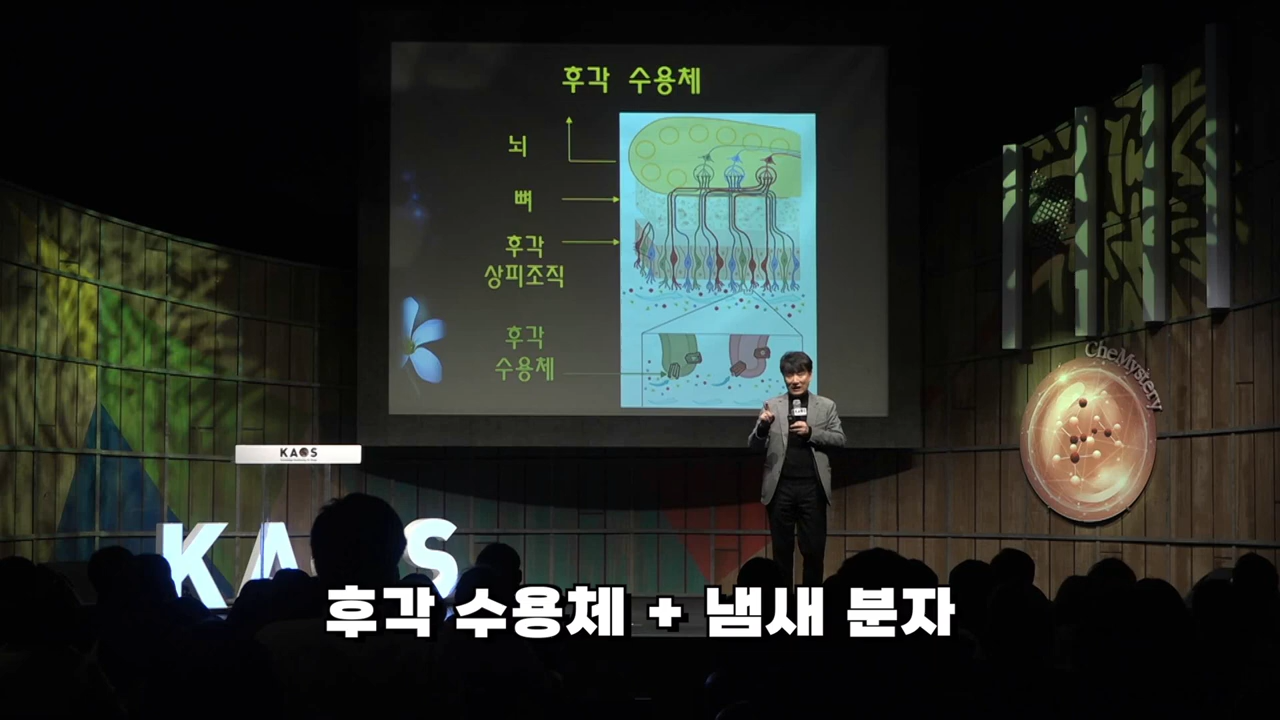 후각 수용체
뇌
뼈
후각
상피조직
후각
수용체
CheMystery
KAOS
KAOS
후각 수용체 + 냄새 분자